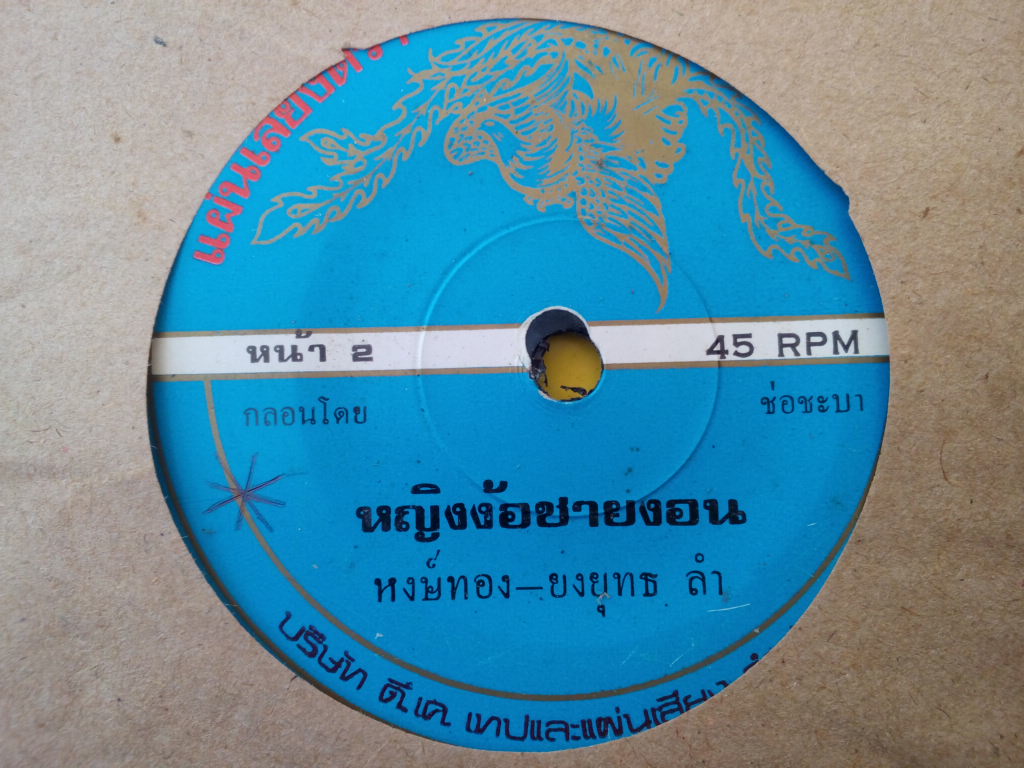 แผ่นเสียง
หน้า 2 45 RPM
กลอนโดย ช่อชะบา
หญิงง้อชายงอน
หงษ์ทอง-ยงยุทธ ลำ
บริษัท ดี.เค. เทปและแผ่นเสียง